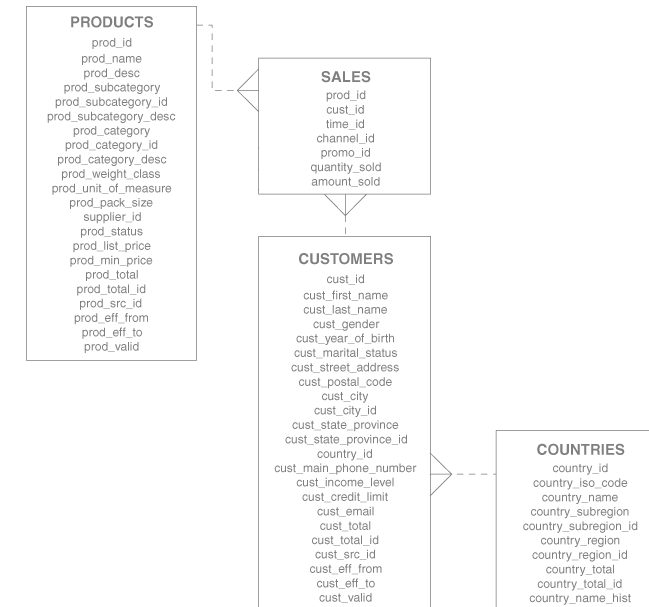 PRODUCTS
prod_id
prod_name
prod_desc
prod_subcategory
prod_subcategory_id
prod_subcategory_desc
prod_category
prod_category_id
prod_category_desc
prod_weight_class
prod_unit_of_measure
prod_pack_size
supplier_id
prod_status
prod_list_price
prod_min_price
prod_total
prod_total_id
prod_src_id
prod_eff_from
prod_eff_to
prod_valid
SALES
prod_id
cust_id
time_id
channel_id
promo_id
quantity_sold
amount_sold
CUSTOMERS
cust_id
cust_first_name
cust_last_name
cust_gender
cust_year_of_birth
cust_marital_status
cust_street_address
cust_postal_code
cust_city
cust_city_id
cust_state_province
cust_state_province_id
country_id
cust_main_phone_number
cust_income_level
cust_credit_limit
cust_email
cust_total
cust_total_id
cust_src_id
cust_eff_from
cust_eff_to
cust_valid
COUNTRIES
country_id
country_iso_code
country_name
country_subregion
country_subregion_id
country_region
country_region_id
country_total
country_total_id
country_name_hist